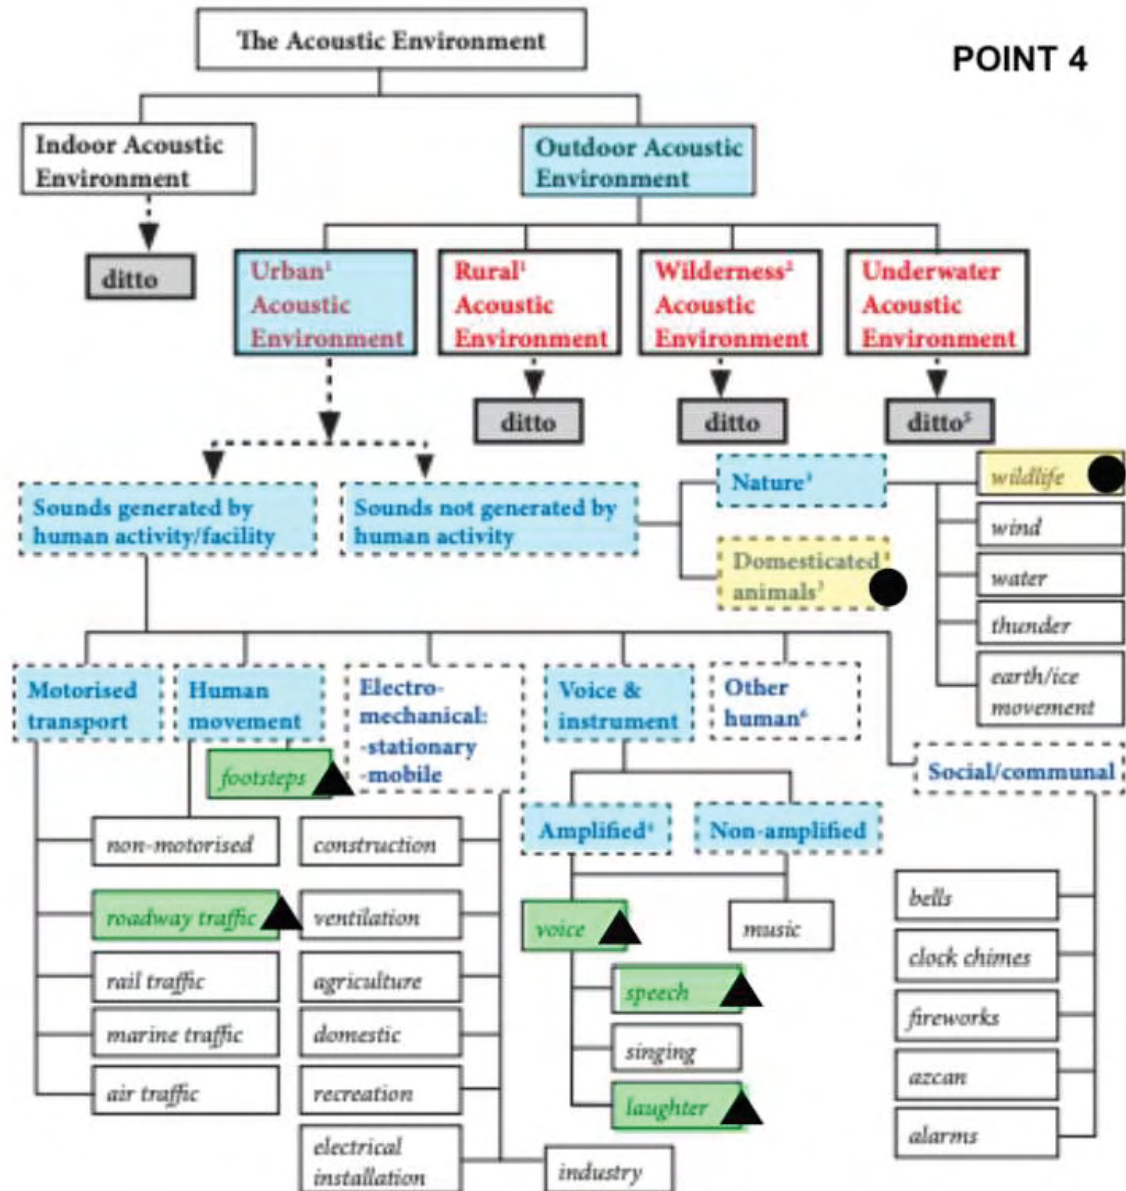 The Acoustic Environment
POINT 4
Indoor Acoustic
Environment
Outdoor Acoustic
Environment
ditto
Urban¹
Acoustic
Environment
Rural¹
Acoustic
Environment
Wilderness²
Acoustic
Environment
Underwater
Acoustic
Environment
ditto
ditto
ditto⁵
Sounds generated by
human activity/facility
Sounds not generated by
human activity
Nature³
Domesticated
animals³
wildlife
wind
water
thunder
earth/ice
movement
Motorised
transport
Human
movement
Electro-
mechanical:
-stationary
-mobile
Voice &
instrument
Other
human⁶
Social/communal
footsteps
non-motorised
roadway traffic
rail traffic
marine traffic
air traffic
construction
ventilation
agriculture
domestic
recreation
electrical
installation
industry
Amplified⁴
Non-amplified
voice
music
speech
singing
laughter
bells
clock chimes
fireworks
azcan
alarms